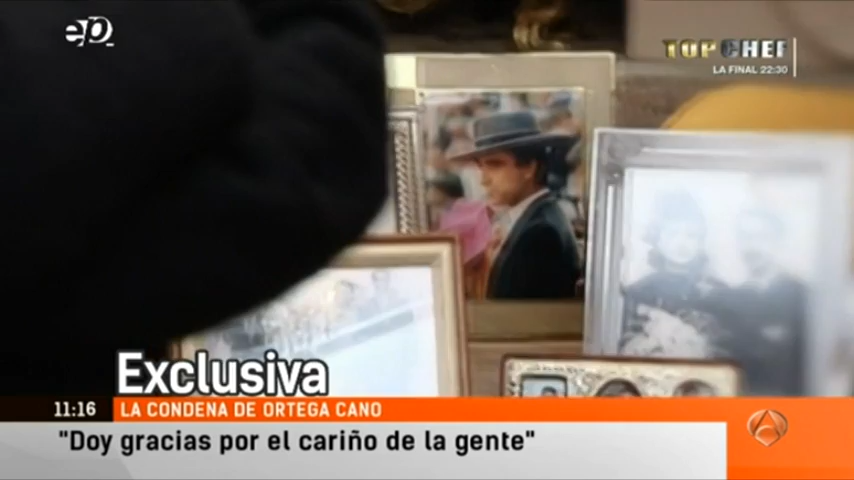 ep
TOP CHEF
LA FINAL 22:30
Exclusiva
11:16 LA CONDENA DE ORTEGA CANO
"Doy gracias por el cariño de la gente"